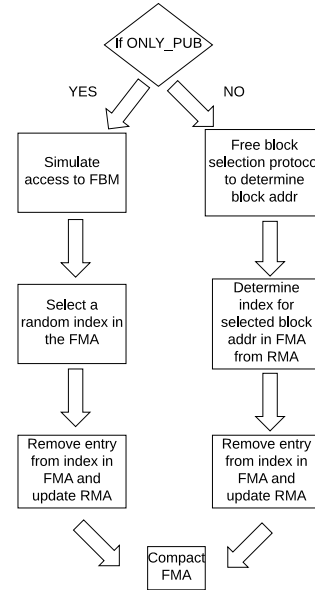 If ONLY_PUB
YES
NO
Simulate
access to FBM
Free block
selection protoco
to determine
block addr
Select a
random index in
the FMA
Determine
index for
selected block
addr in FMA
from RMA
Remove entry
from index in
FMA and
update RMA
Remove entry
from index in
FMA and
update RMA
Compact
FMA